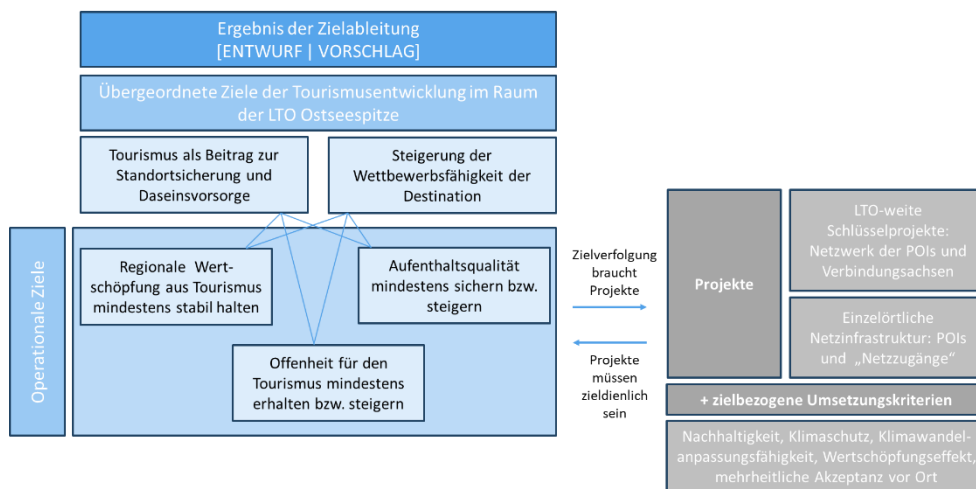 Ergebnis der Zielableitung
[ENTWURF | VORSCHLAG]
Übergeordnete Ziele der Tourismusentwicklung im Raum
der LTO Ostseespitze
Tourismus als Beitrag zur
Standortsicherung und
Daseinsvorsorge
Steigerung der
Wettbewerbsfähigkeit der
Destination
Operationale Ziele
Regionale Wert-
schöpfung aus Tourismus
mindestens stabil halten
Aufenthaltsqualität
mindestens sichern bzw.
steigern
Offenheit für den
Tourismus mindestens
erhalten bzw. steigern
Zielverfolgung
braucht
Projekte
Projekte
müssen
zieldienlich
sein
Projekte
LTO-weite
Schlüsselprojekte:
Netzwerk der POIs und
Verbindungsachsen
Einzelörtliche
Netzinfrastruktur: POIs
und „Netzzugänge“
+ zielbezogene Umsetzungskriterien
Nachhaltigkeit, Klimaschutz, Klimawandel-
anpassungsfähigkeit, Wertschöpfungseffekt,
mehrheitliche Akzeptanz vor Ort